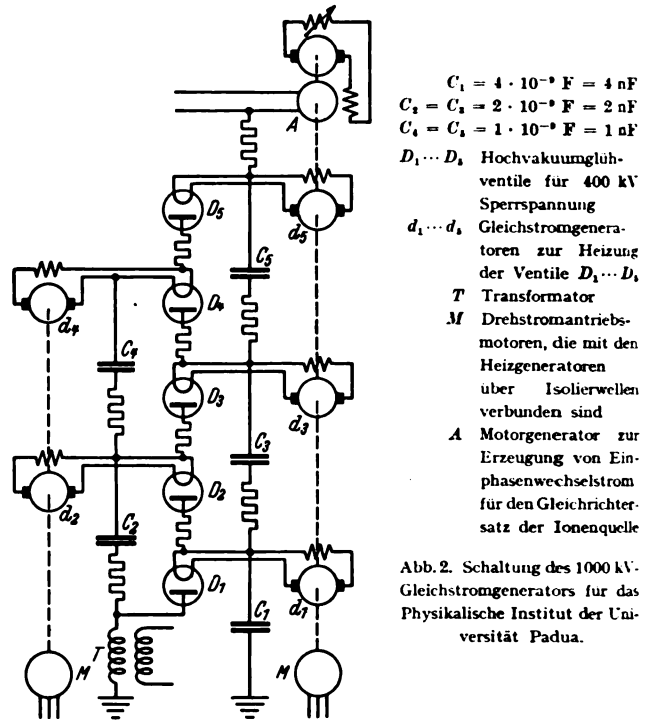 A
D₅
d₅
C₅
d₄
D₄
C₄
D₃
d₃
C₃
d₂
D₂
C₂
D₁
C₁
d₁
T
M
M
C₁ = 4 · 10⁻⁹ F = 4 nF
C₂ = C₃ = 2 · 10⁻⁹ F = 2 nF
C₄ = C₅ = 1 · 10⁻⁹ F = 1 nF
D₁ ··· D₅ Hochvakuumglüh-
ventile für 400 kV
Sperrspannung
d₁ ··· d₅ Gleichstromgenera-
toren zur Heizung
der Ventile D₁ ··· D₅
T Transformator
M Drehstromantriebs-
motoren, die mit den
Heizgeneratoren
über Isolierwellen
verbunden sind
A Motorgenerator zur
Erzeugung von Ein-
phasenwechselstrom
für den Gleichrichter-
satz der Ionenquelle
Abb. 2. Schaltung des 1000 kV-
Gleichstromgenerators für das
Physikalische Institut der Uni-
versität Padua.